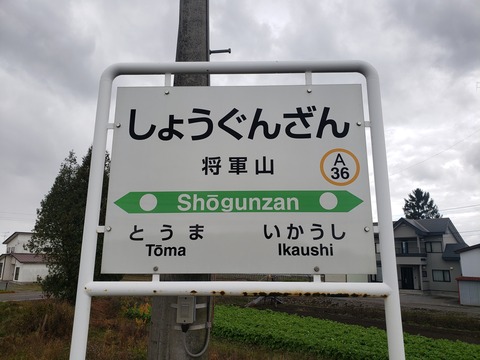 しょうぐんざん
将軍山
A
36
Shōgunzan
とうま いかうし
Tōma Ikaushi